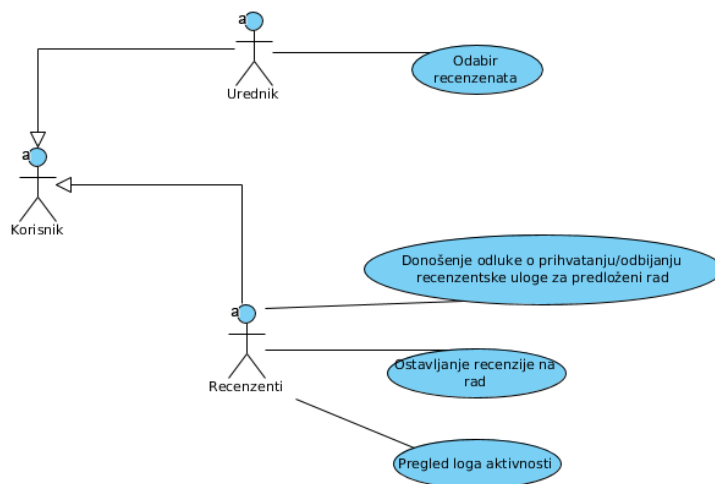 a
Urednik
Odabir
recenzenata
a
Korisnik
Donošenje odluke o prihvatanju/odbijanju
recenzentske uloge za predloženi rad
a
Recenzenti
Ostavljanje recenzije na
rad
Pregled loga aktivnosti